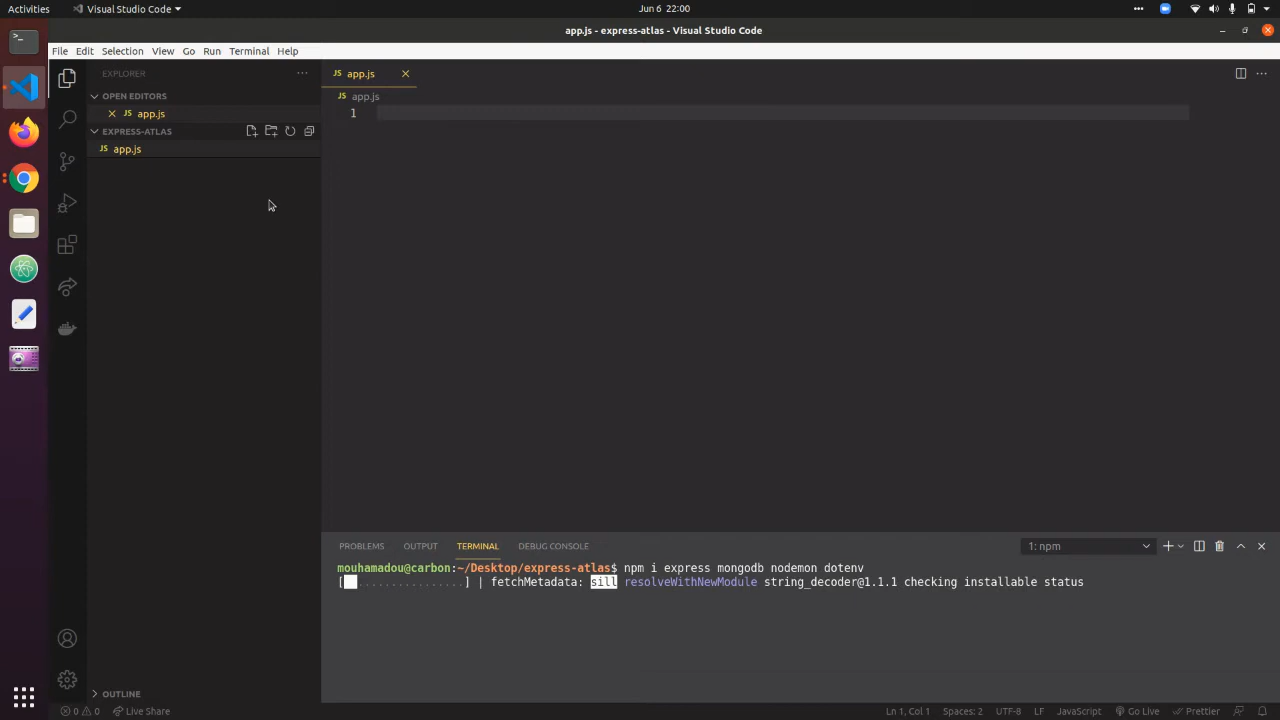 Activities
Visual Studio Code
Jun 6 22:00
app.js - express-atlas - Visual Studio Code
File Edit Selection View Go Run Terminal Help
EXPLORER
OPEN EDITORS
JS app.js
EXPRESS-ATLAS
JS app.js
OUTLINE
JS app.js
JS app.js
1
PROBLEMS OUTPUT TERMINAL DEBUG CONSOLE
1: npm
mouhamadou@carbon:~/Desktop/express-atlas$ npm i express mongodb nodemon dotenv
[ ................] | fetchMetadata: sill resolveWithNewModule string_decoder@1.1.1 checking installable status
0 0 Live Share
Ln 1, Col 1 Spaces: 2 UTF-8 LF JavaScript Go Live Prettier